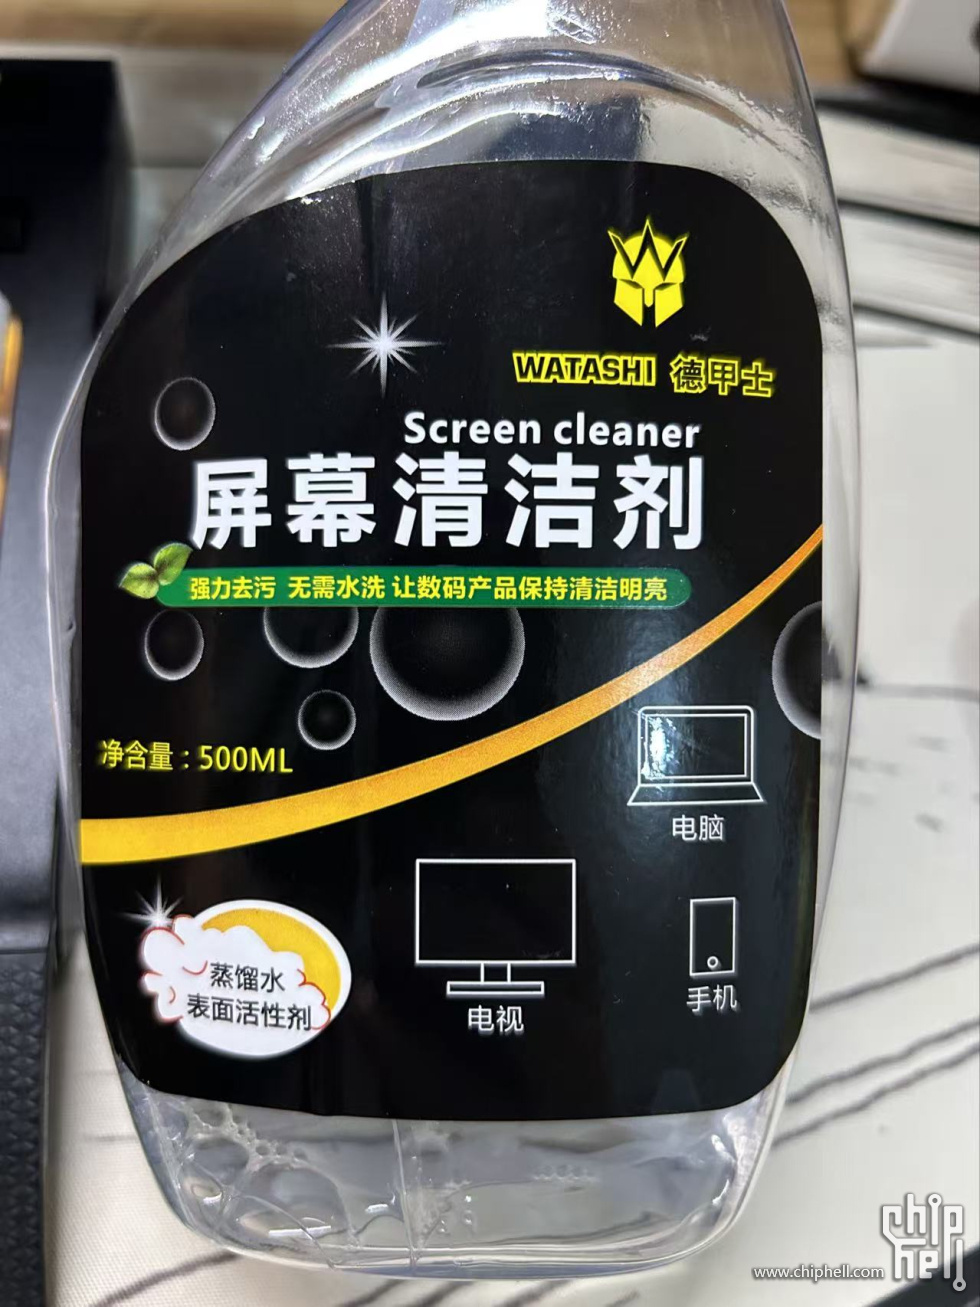 WATASHI 德甲士
Screen cleaner
屏幕清洁剂
强力去污 无需水洗 让数码产品保持清洁明亮
净含量：500ML
电脑
电视
手机
蒸馏水
表面活性剂
chip
hell
www.chiphell.com